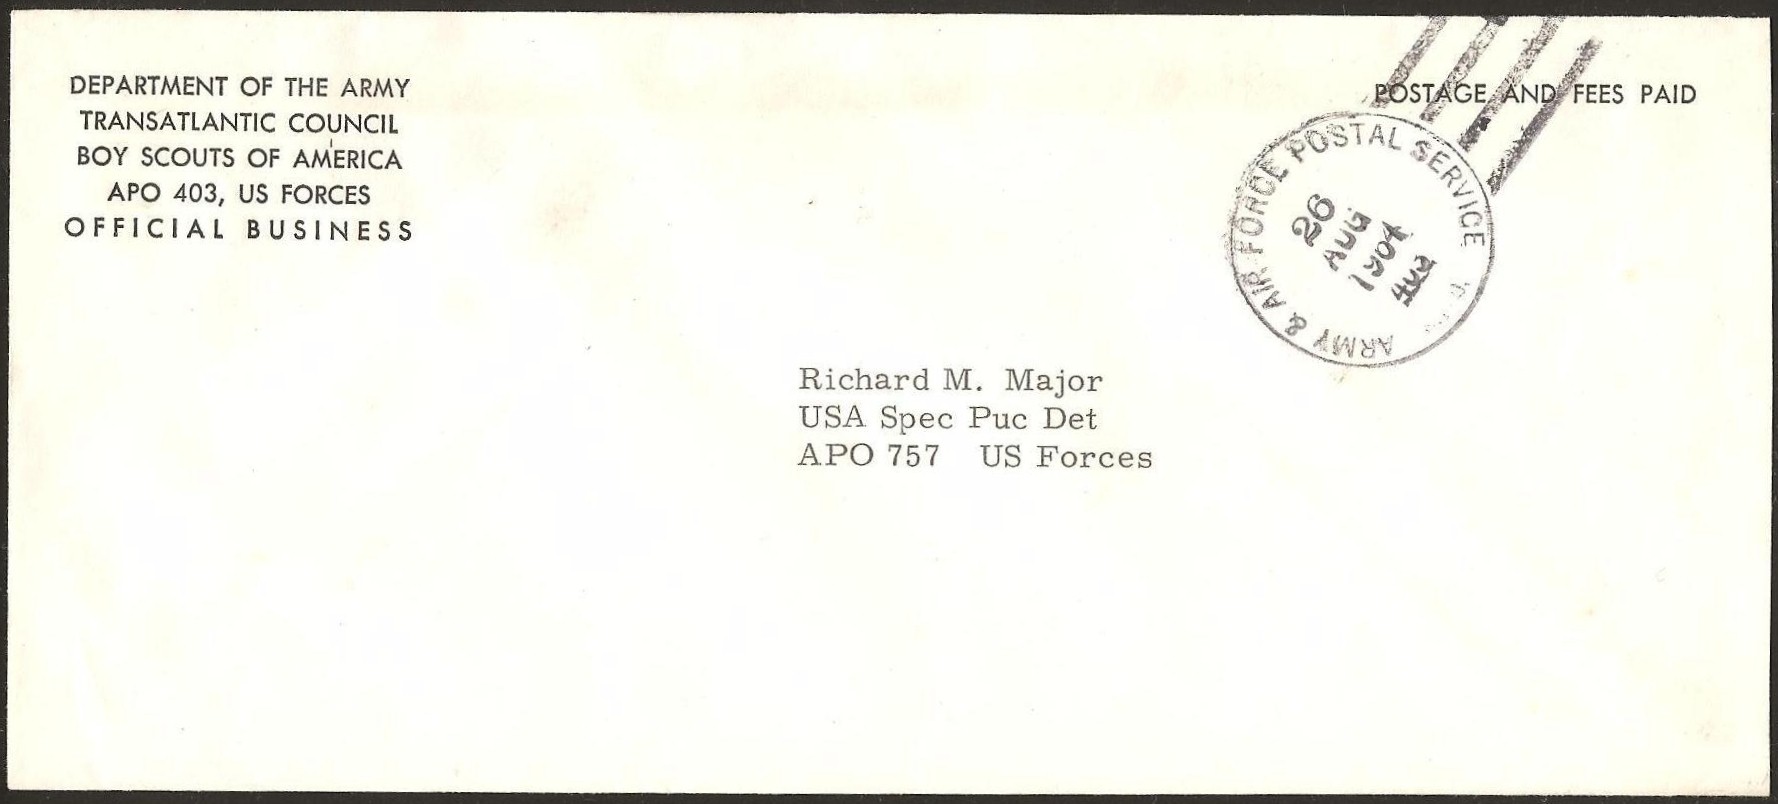 DEPARTMENT OF THE ARMY
TRANSATLANTIC COUNCIL
BOY SCOUTS OF AMERICA
APO 403, US FORCES
OFFICIAL BUSINESS
POSTAGE AND FEES PAID
ARMY & AIR FORCE POSTAL SERVICE
26
AUG
Richard M. Major
USA Spec Puc Det
APO 757 US Forces